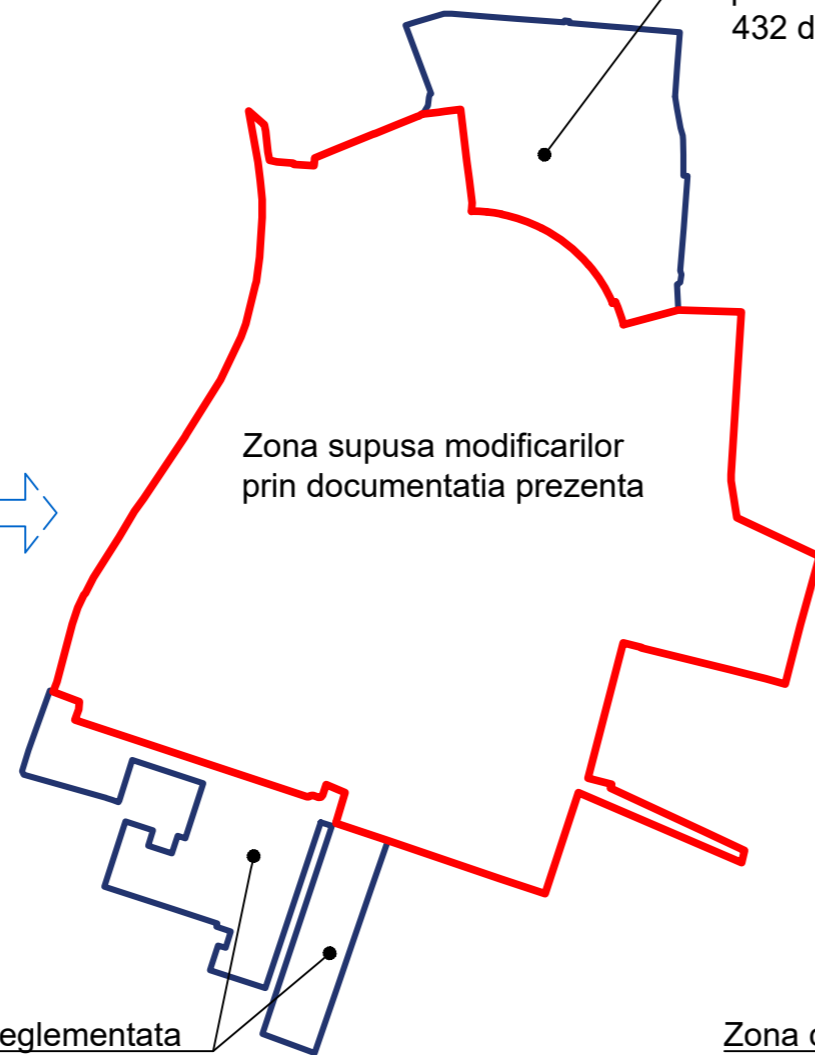 432 d
Zona supusa modificarilor
prin documentatia prezenta
eglementata
Zona